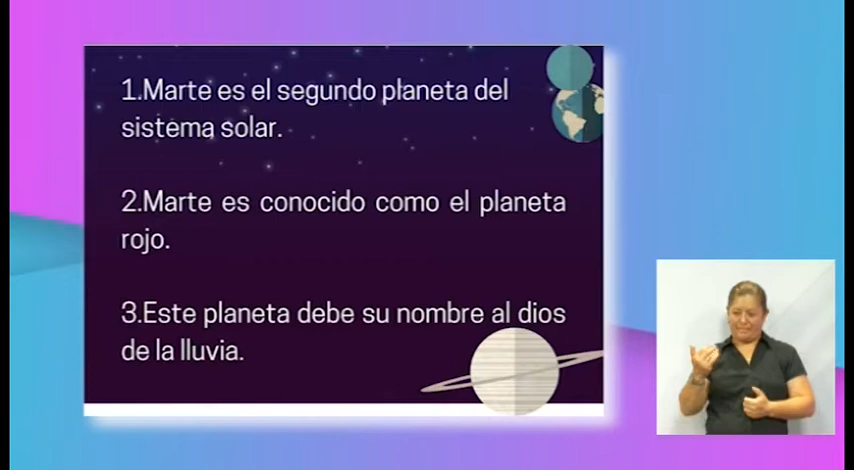 1.Marte es el segundo planeta del
sistema solar.
2.Marte es conocido como el planeta
rojo.
3.Este planeta debe su nombre al dios
de la lluvia.